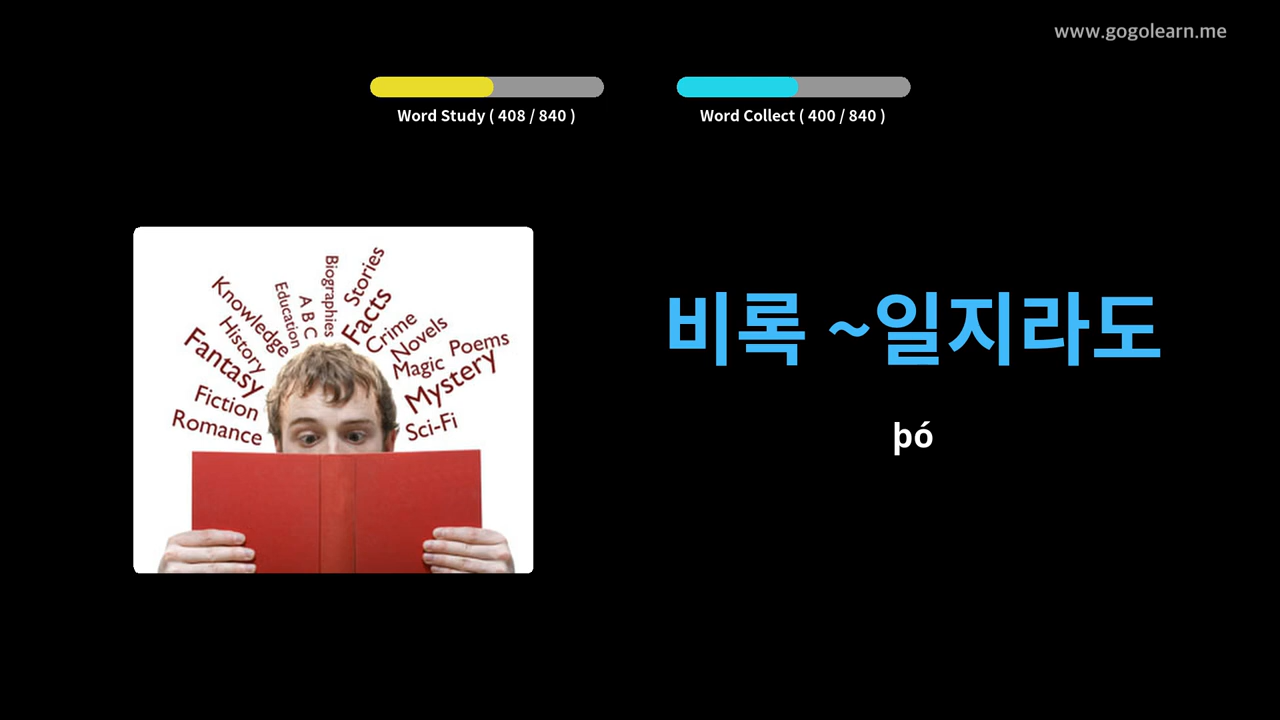 www.gogolearn.me
Word Study ( 408 / 840 )
Word Collect ( 400 / 840 )
Biographies
Stories
Knowledge
Education
A B C
Facts
Crime
History
Novels
Fantasy
Magic
Poems
Mystery
Fiction
Romance
Sci-Fi
비록 ~일지라도
þó